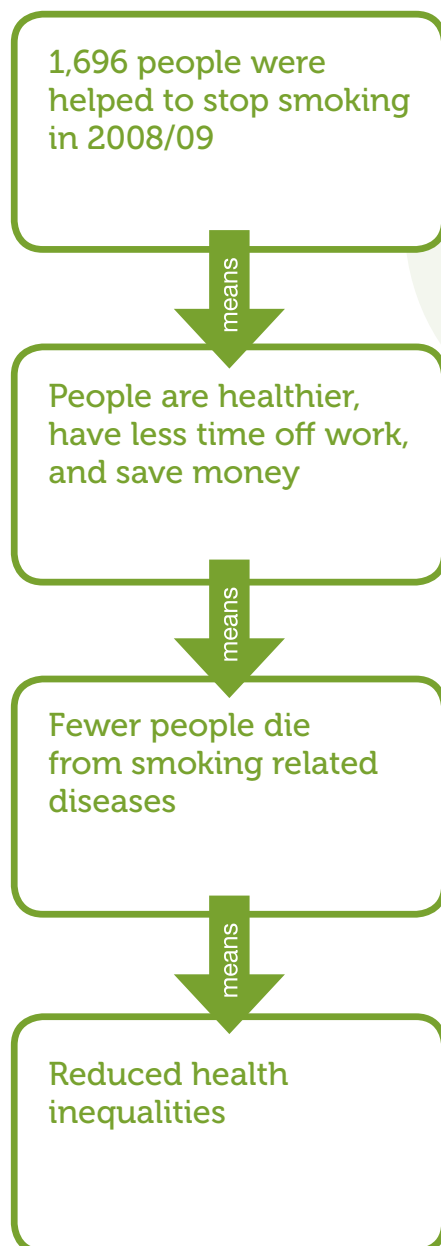 1,696 people were
helped to stop smoking
in 2008/09
means
People are healthier,
have less time off work,
and save money
means
Fewer people die
from smoking related
diseases
means
Reduced health
inequalities